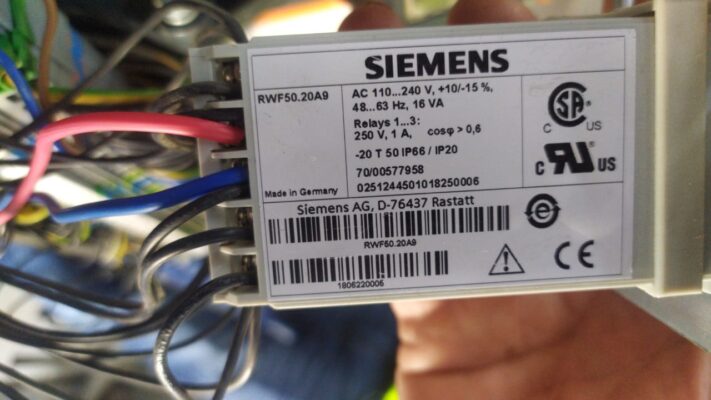 SIEMENS
RWF50.20A9
AC 110...240 V, +10/-15 %,
48...63 Hz, 16 VA
Relays 1...3:
250 V, 1 A, cosφ > 0,6
-20 T 50 IP66 / IP20
70/00577958
0251244501018250006
Made in Germany
C SA US
c RU US
Siemens AG, D-76437 Rastatt
RWF50.20A9
1806220006
CE